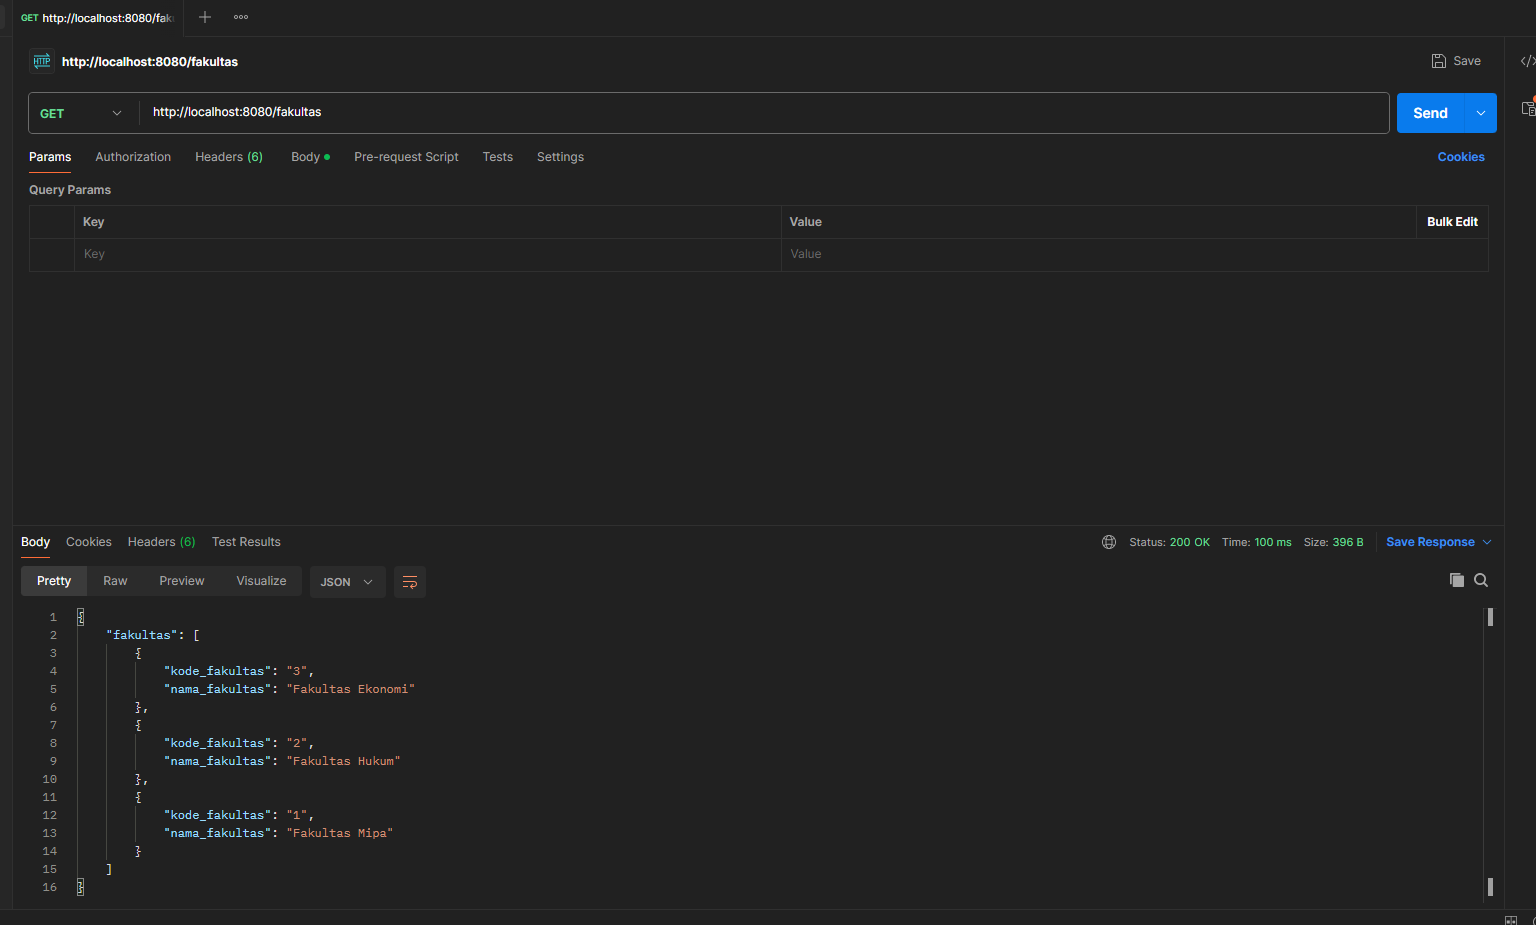 GET http://localhost:8080/fak
http://localhost:8080/fakultas
Save
GET
http://localhost:8080/fakultas
Send
Params Authorization Headers (6) Body Pre-request Script Tests Settings Cookies
Query Params
Key Value Bulk Edit
Key Value
Body Cookies Headers (6) Test Results Status: 200 OK Time: 100 ms Size: 396 B Save Response
Pretty Raw Preview Visualize JSON
1 {
2 "fakultas": [
3 {
4 "kode_fakultas": "3",
5 "nama_fakultas": "Fakultas Ekonomi"
6 },
7 {
8 "kode_fakultas": "2",
9 "nama_fakultas": "Fakultas Hukum"
10 },
11 {
12 "kode_fakultas": "1",
13 "nama_fakultas": "Fakultas Mipa"
14 }
15 ]
16 }